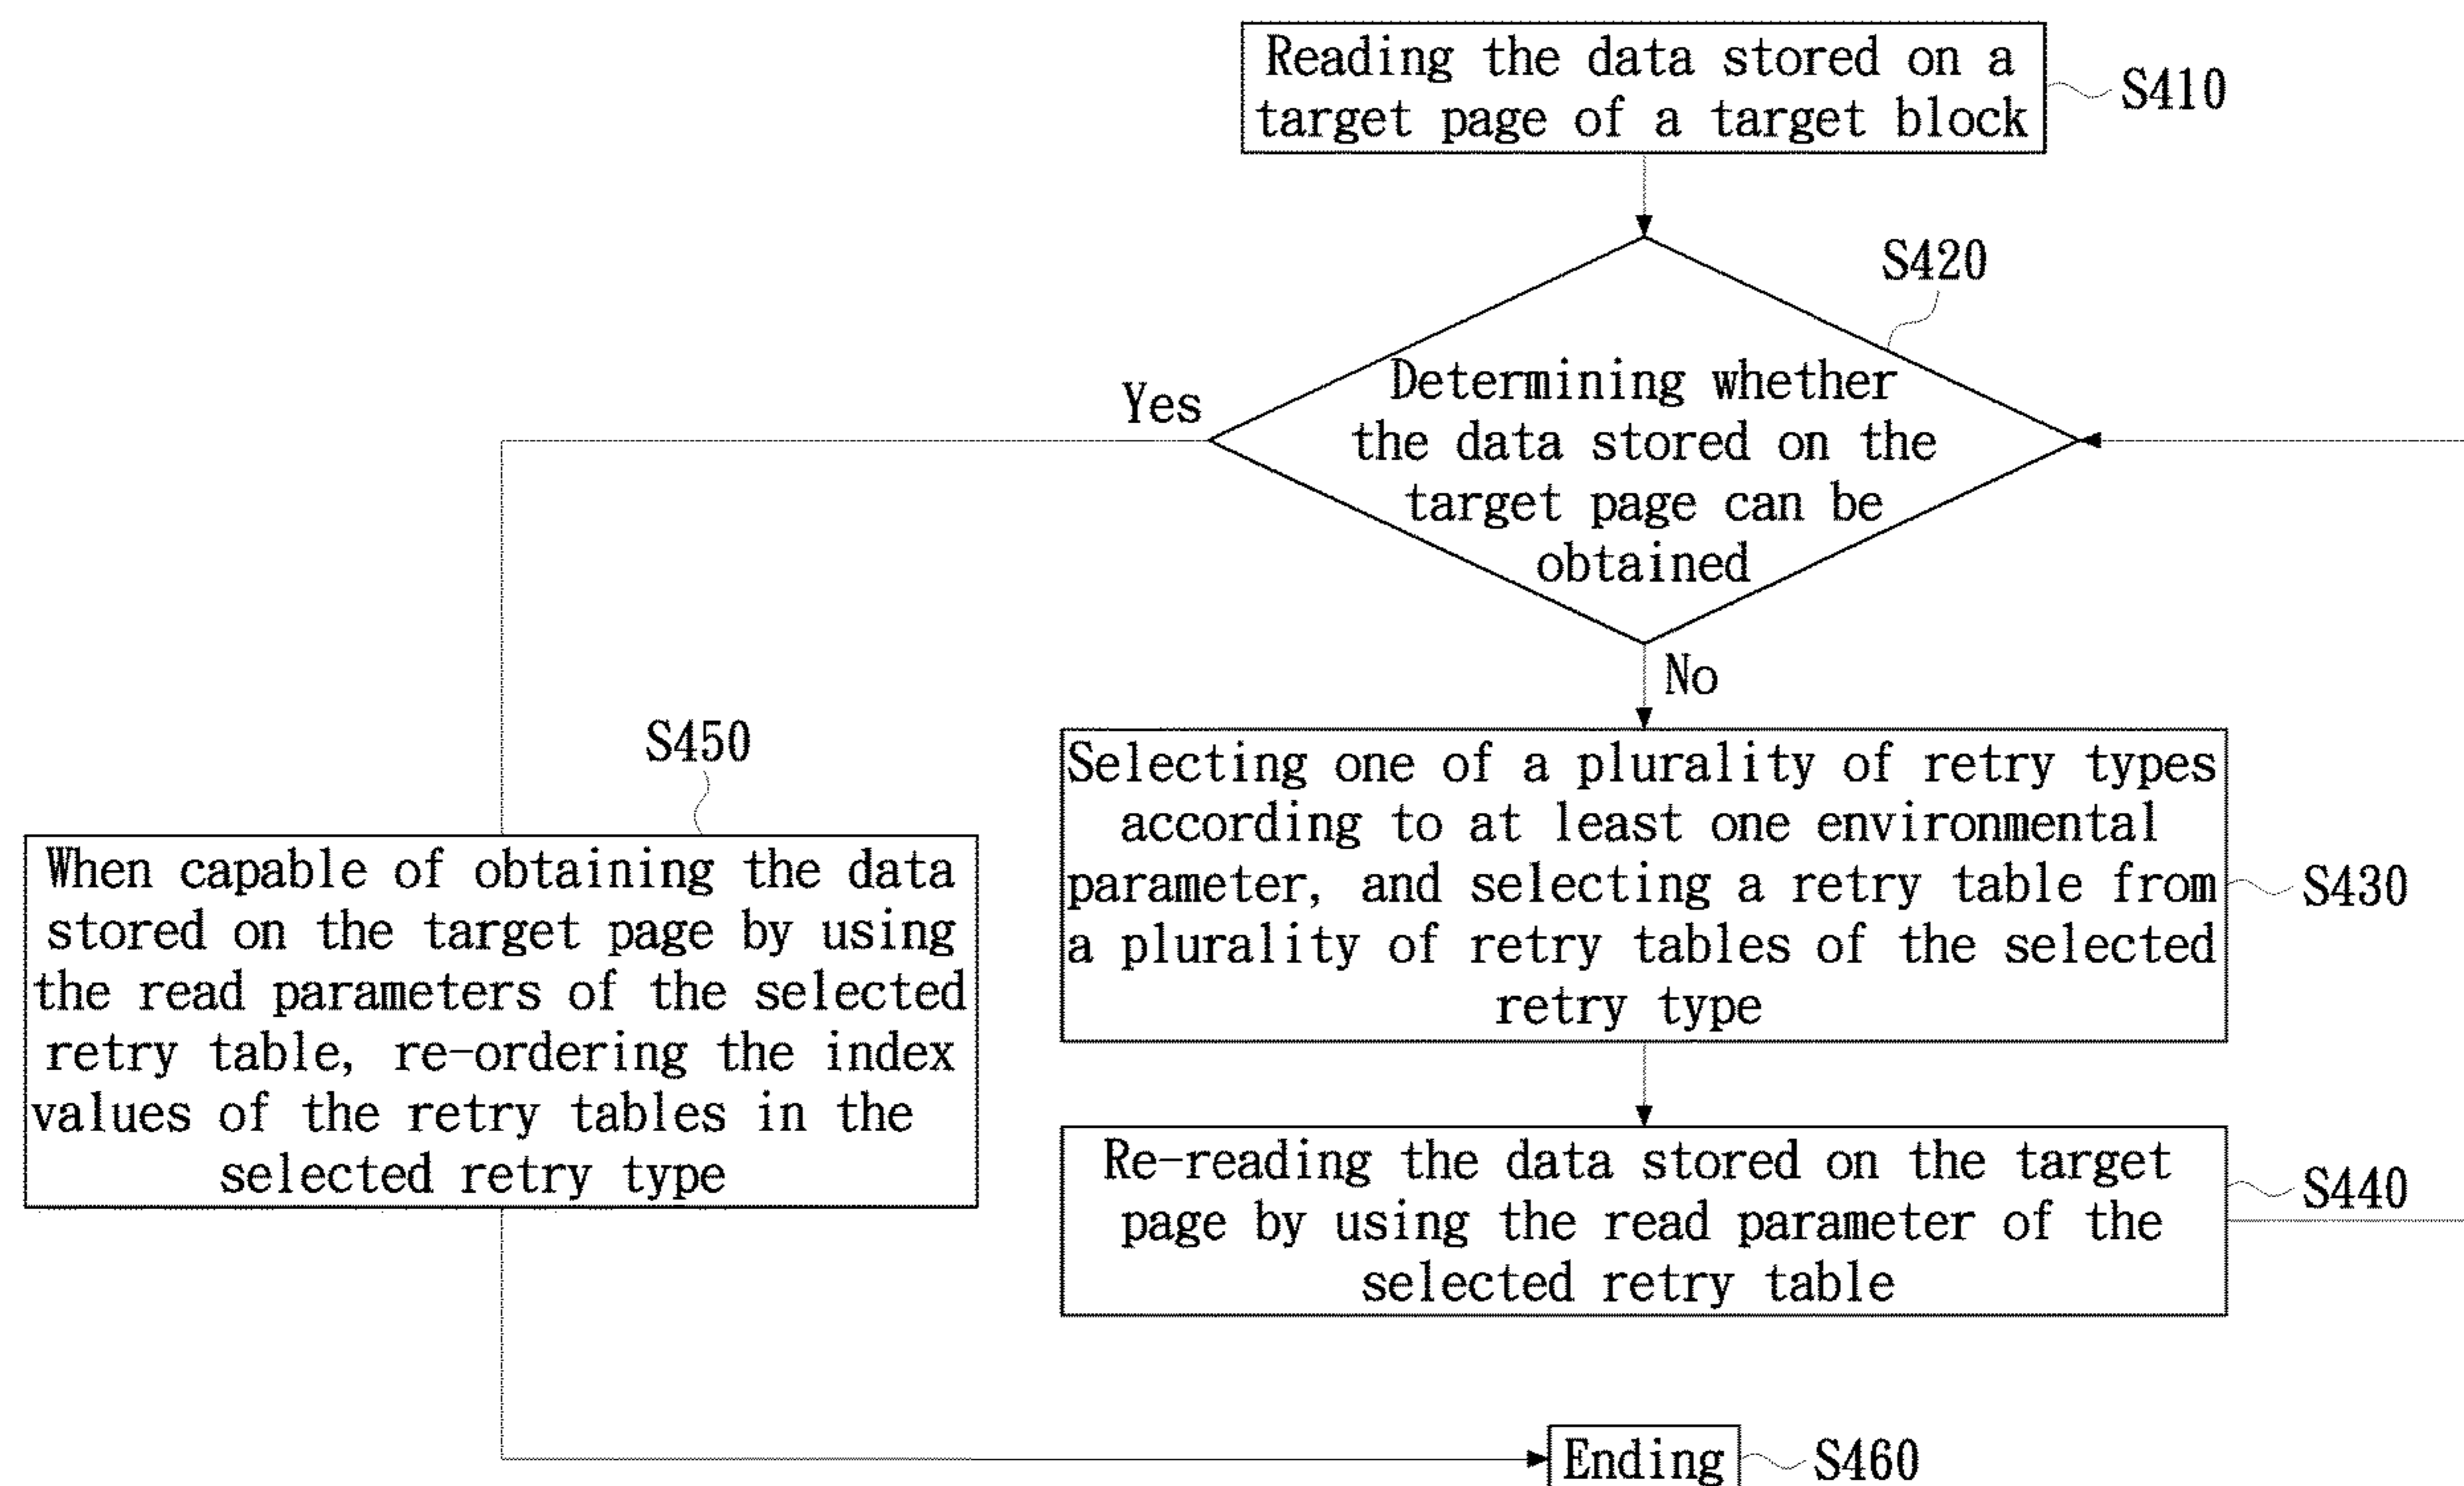 Reading the data stored on a
target page of a target block
S410
S420
Determining whether
the data stored on the
target page can be
obtained
Yes
No
S450
When capable of obtaining the data
stored on the target page by using
the read parameters of the selected
retry table, re-ordering the index
values of the retry tables in the
selected retry type
Selecting one of a plurality of retry types
according to at least one environmental
parameter, and selecting a retry table from
a plurality of retry tables of the selected
retry type
S430
Re-reading the data stored on the target
page by using the read parameter of the
selected retry table
S440
Ending
S460